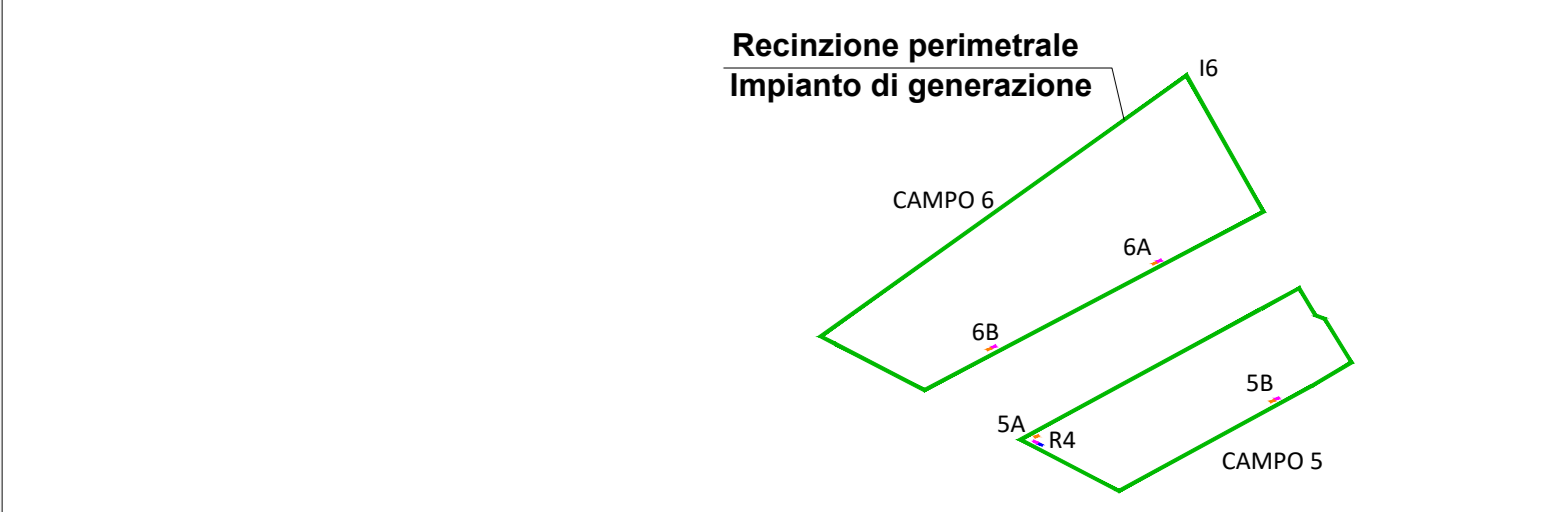 Recinzione perimetrale
Impianto di generazione
I6
CAMPO 6
6A
6B
5B
5A
R4
CAMPO 5